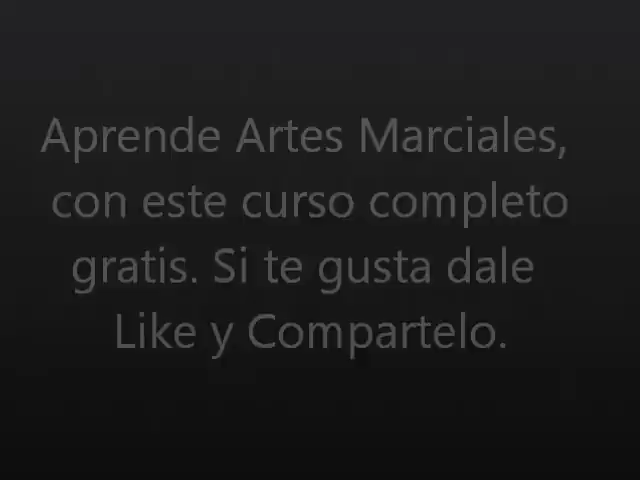 Aprende Artes Marciales,
con este curso completo
gratis. Si te gusta dale
Like y Compartelo.